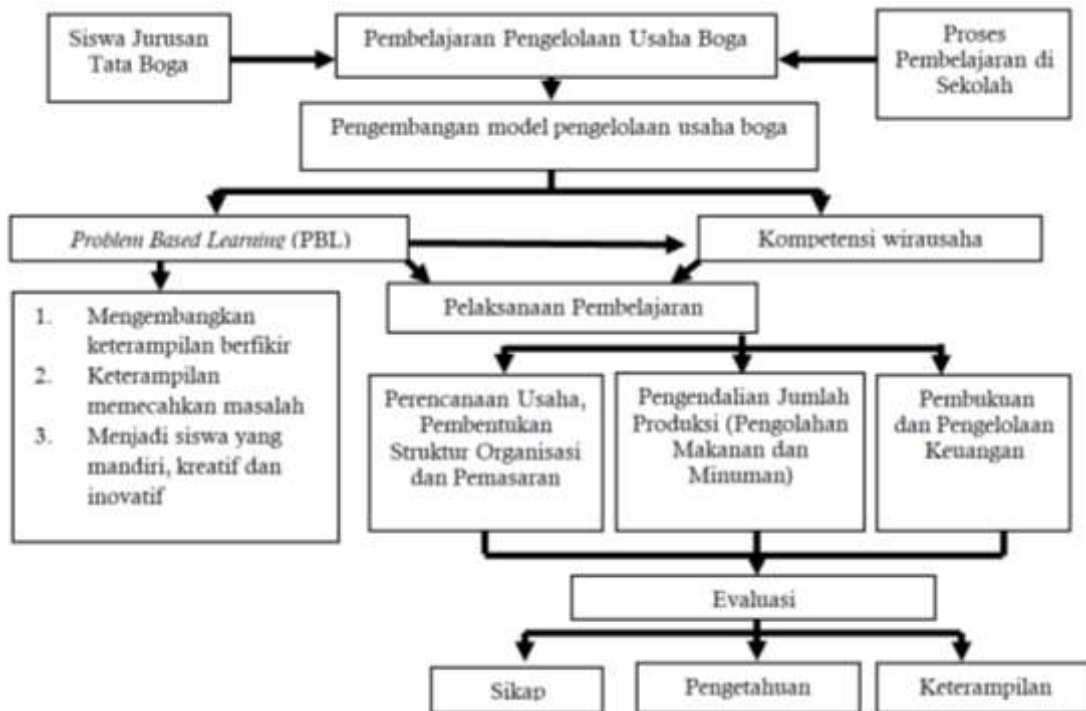 Siswa Jurusan
Tata Boga
Pembelajaran Pengelolaan Usaha Boga
Proses
Pembelajaran di
Sekolah
Pengembangan model pengelolaan usaha boga
Problem Based Learning (PBL)
Kompetensi wirausaha
1. Mengembangkan
keterampilan berfikir
2. Keterampilan
memecahkan masalah
3. Menjadi siswa yang
mandiri, kreatif dan
inovatif
Pelaksanaan Pembelajaran
Perencanaan Usaha,
Pembentukan
Struktur Organisasi
dan Pemasaran
Pengendalian Jumlah
Produksi (Pengolahan
Makanan dan
Minuman)
Pembukuan
dan Pengelolaan
Keuangan
Evaluasi
Sikap
Pengetahuan
Keterampilan